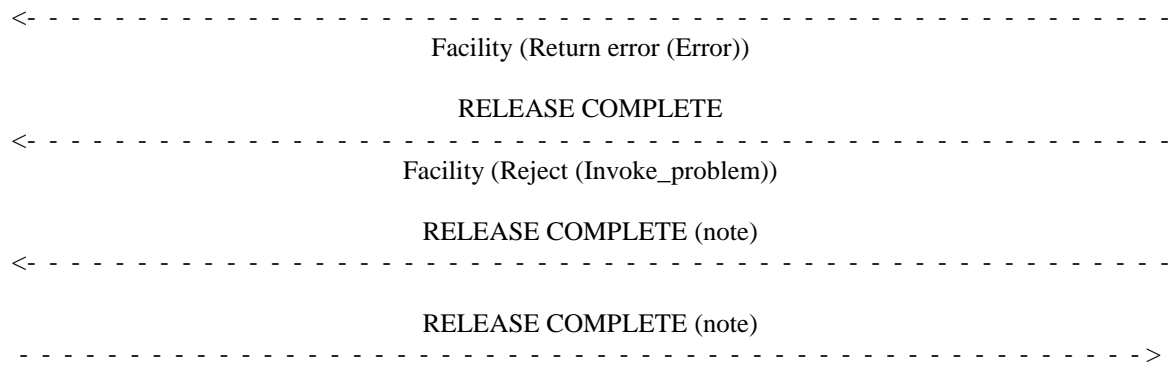 <- - - - - - - - - - - - - - - - - - - - - - - - - - - - - - - - - - - - - - - - - - - - - - - - - - - - - -
Facility (Return error (Error))
RELEASE COMPLETE
<- - - - - - - - - - - - - - - - - - - - - - - - - - - - - - - - - - - - - - - - - - - - - - - - - - - - - -
Facility (Reject (Invoke_problem))
RELEASE COMPLETE (note)
<- - - - - - - - - - - - - - - - - - - - - - - - - - - - - - - - - - - - - - - - - - - - - - - - - - - - - -
RELEASE COMPLETE (note)
- - - - - - - - - - - - - - - - - - - - - - - - - - - - - - - - - - - - - - - - - - - - - - - - - - - - - ->